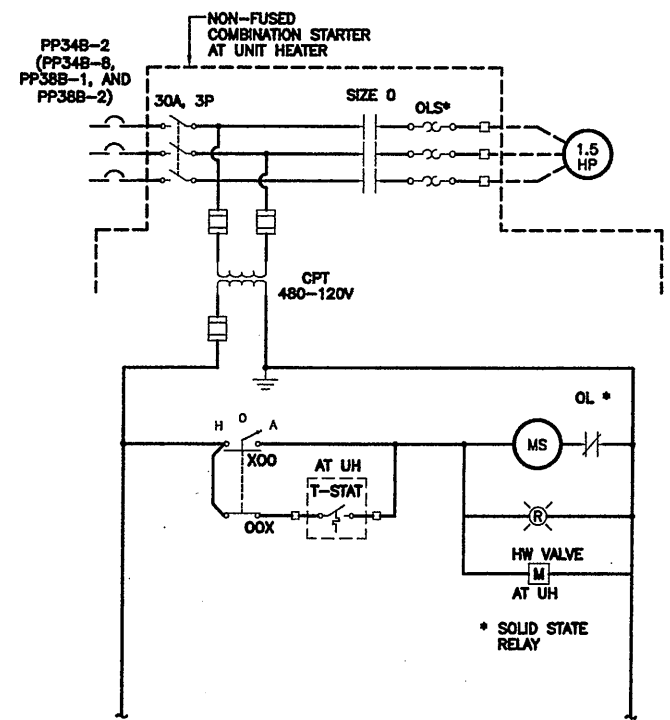 NON-FUSED
COMBINATION STARTER
AT UNIT HEATER
PP34B-2
(PP34B-8,
PP38B-1, AND
PP38B-2)
30A, 3P
SIZE 0
OLS*
1.5
HP
CPT
480-120V
OL *
H O A
XOO
MS
AT UH
T-STAT
OOX
R
HW VALVE
M
AT UH
* SOLID STATE
RELAY